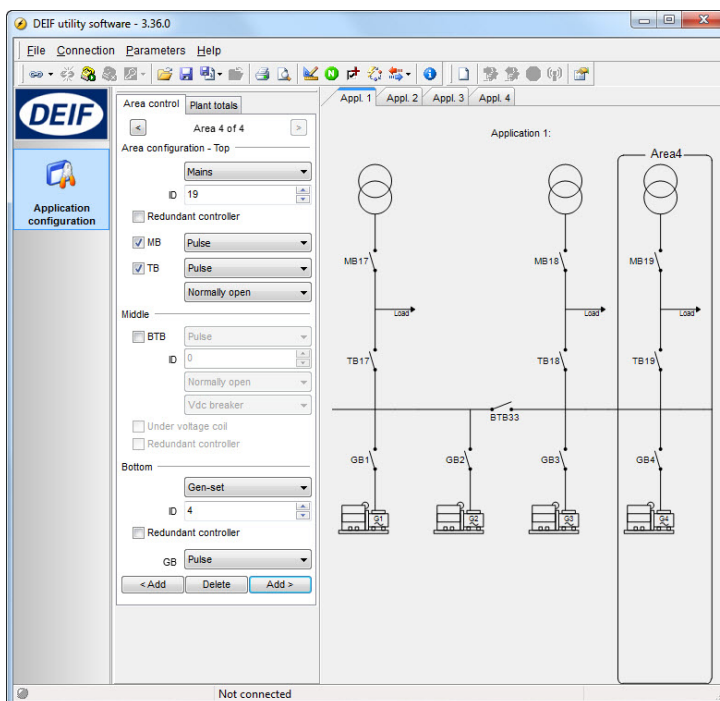 DEIF utility software - 3.36.0
File Connection Parameters Help
DEIF
Application
configuration
Area control Plant totals
< Area 4 of 4 >
Area configuration - Top
Mains
ID 19
Redundant controller
MB Pulse
TB Pulse
Normally open
Middle
BTB Pulse
ID 0
Normally open
Vdc breaker
Under voltage coil
Redundant controller
Bottom
Gen-set
ID 4
Redundant controller
GB Pulse
< Add Delete Add >
Appl. 1 Appl. 2 Appl. 3 Appl. 4
Application 1:
Area4
MB17 MB18 MB19
Load Load Load
TB17 TB18 TB19
BTB33
GB1 GB2 GB3 GB4
G1 G2 G3 G4
Not connected